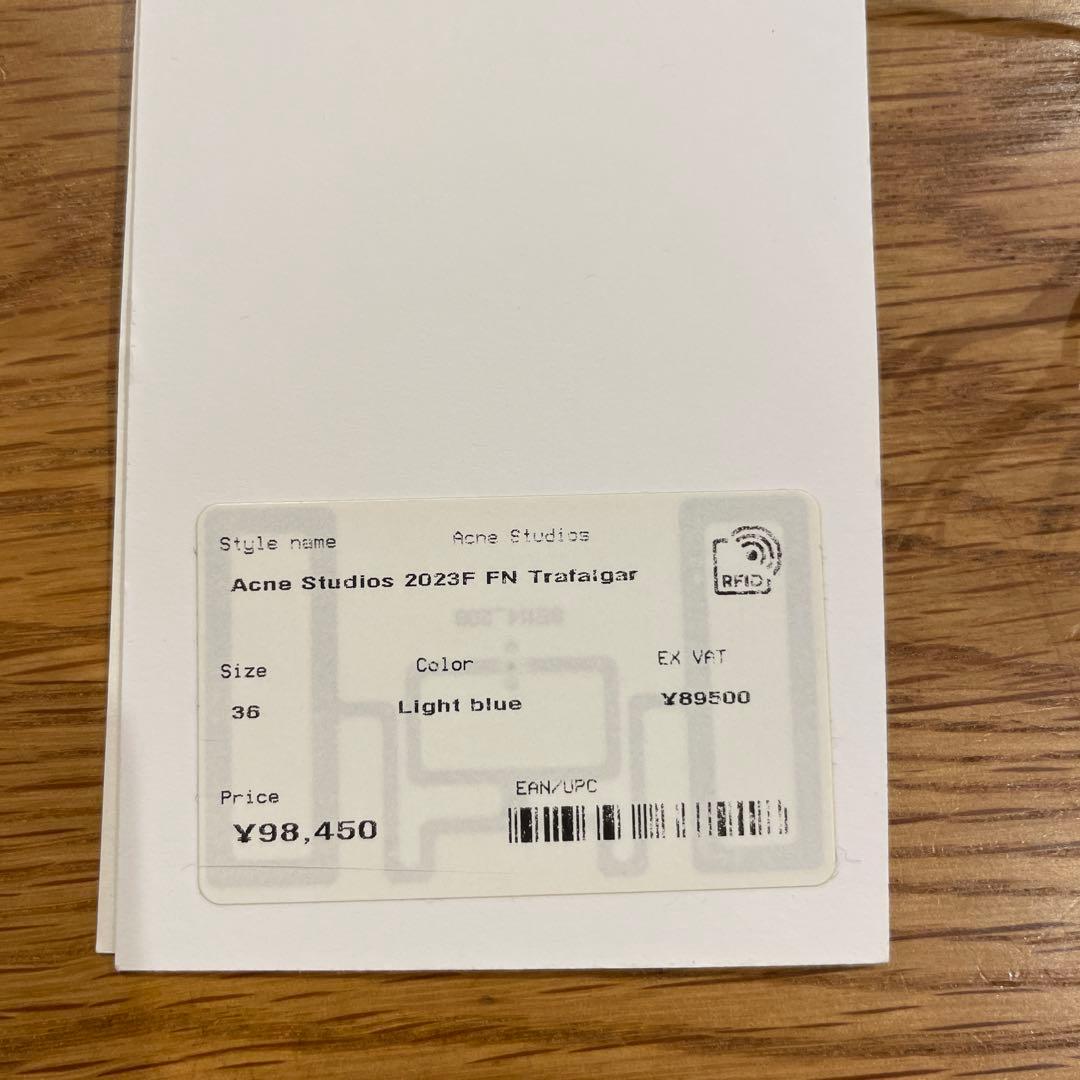 Style name Acne Studios
Acne Studios 2023F FN Trafalgar
RFID
Size Color EX VAT
36 Light blue ¥89500
Price EAN/UPC
¥98,450